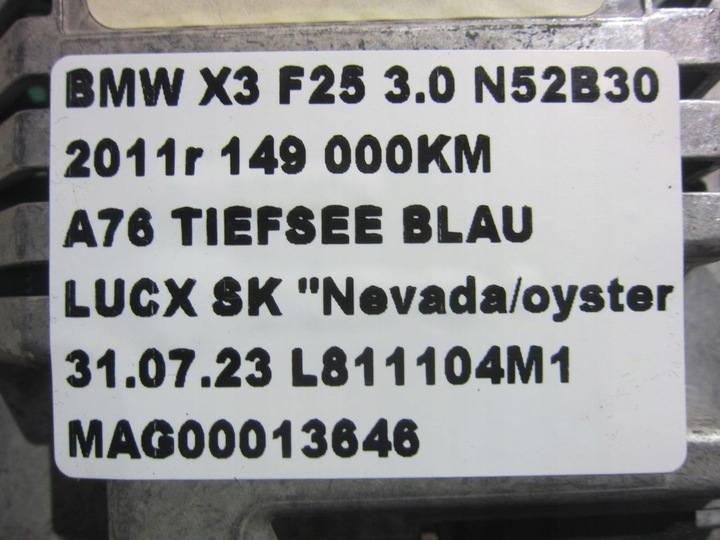 BMW X3 F25 3.0 N52B30
2011r 149 000KM
A76 TIEFSEE BLAU
LUCX SK "Nevada/oyster
31.07.23 L811104M1
MAG00013646